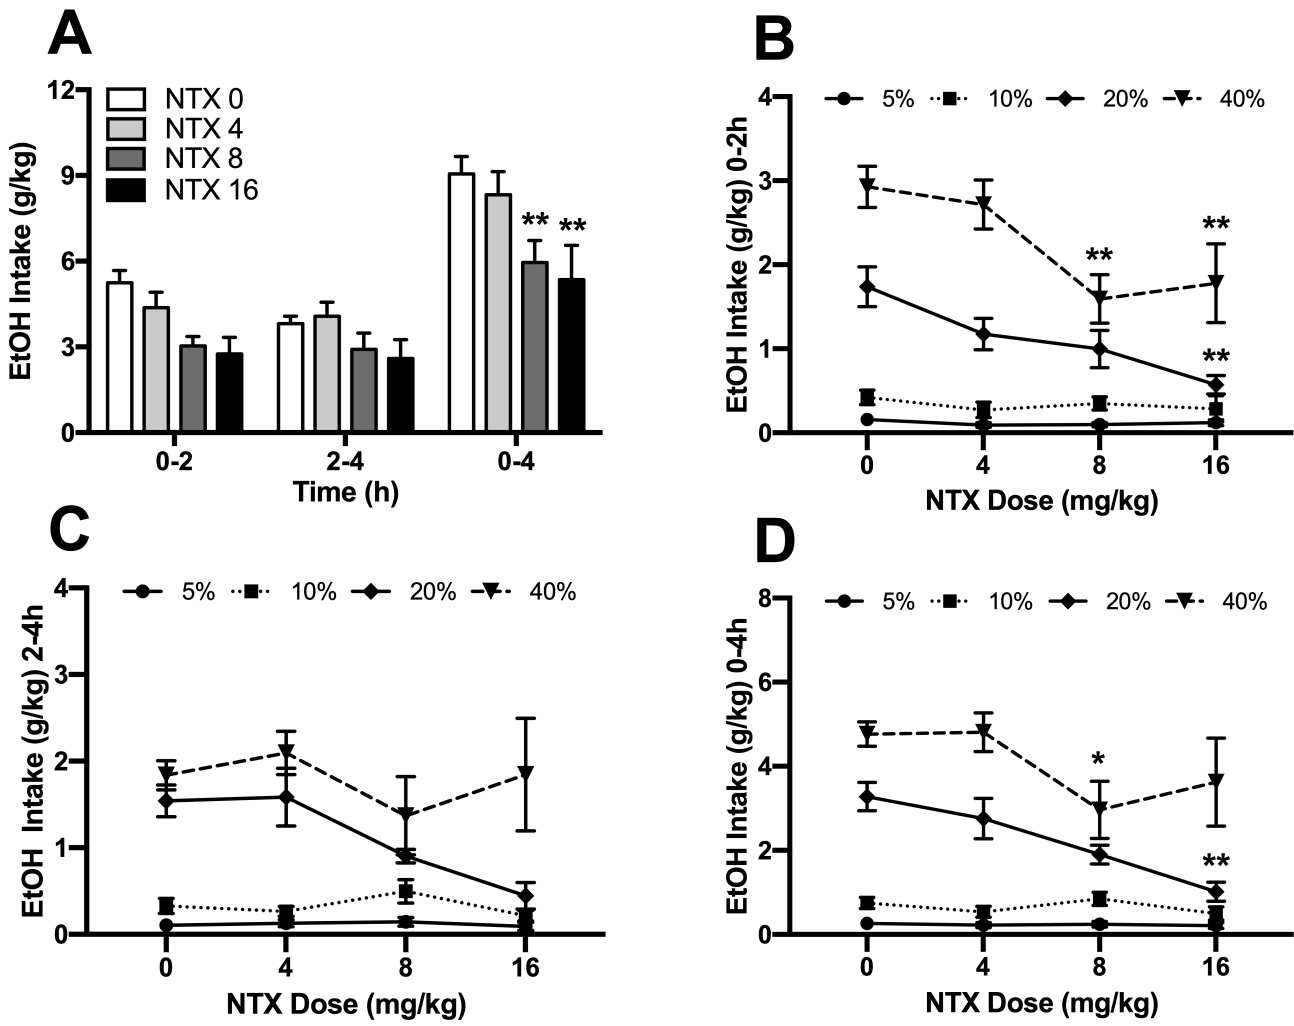 A
EtOH Intake (g/kg)
12
9
6
3
0
NTX 0
NTX 4
NTX 8
NTX 16
** **
0-2 2-4 0-4
Time (h)
B
EtOH Intake (g/kg) 0-2h
4
3
2
1
0
5% 10% 20% 40%
** **
**
0 4 8 16
NTX Dose (mg/kg)
C
EtOH Intake (g/kg) 2-4h
4
3
2
1
0
5% 10% 20% 40%
0 4 8 16
NTX Dose (mg/kg)
D
EtOH Intake (g/kg) 0-4h
8
6
4
2
0
5% 10% 20% 40%
*
**
0 4 8 16
NTX Dose (mg/kg)